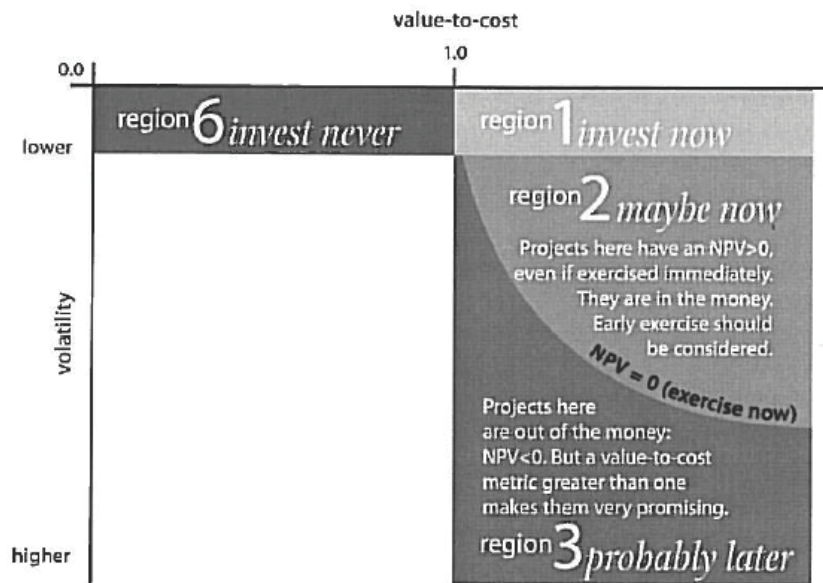 value-to-cost
0.0
1.0
region 6 invest never
region 1 invest now
lower
region 2 maybe now
Projects here have an NPV>0,
even if exercised immediately.
They are in the money.
Early exercise should
be considered.
volatility
NPV = 0 (exercise now)
Projects here
are out of the money:
NPV<0. But a value-to-cost
metric greater than one
makes them very promising.
region 3 probably later
higher